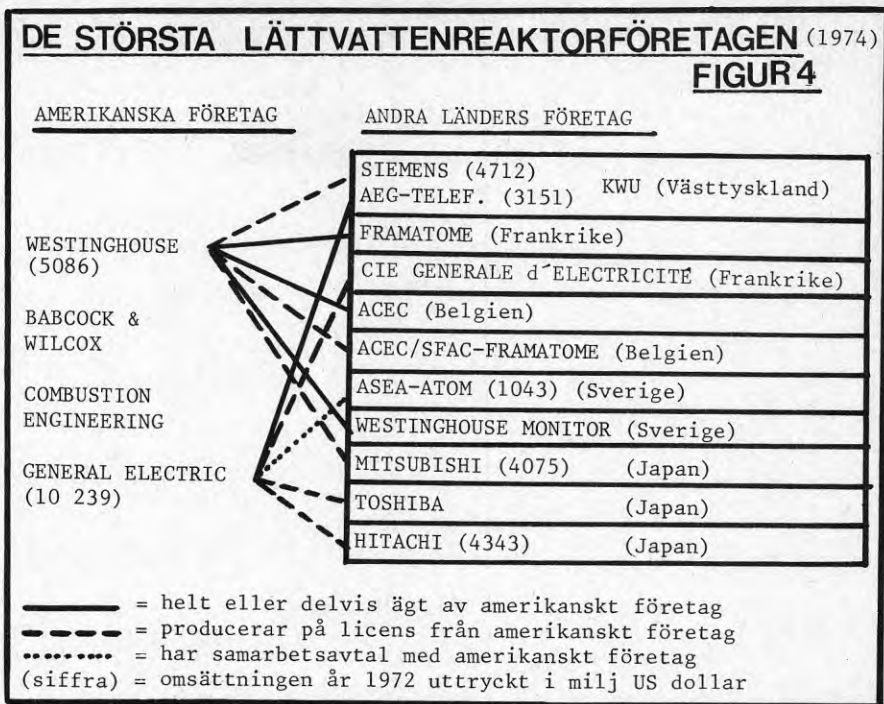 DE STÖRSTA LÄTTVATTENREAKTORFÖRETAGEN (1974)
FIGUR 4
AMERIKANSKA FÖRETAG
ANDRA LÄNDERS FÖRETAG
WESTINGHOUSE
(5086)
BABCOCK &
WILCOX
COMBUSTION
ENGINEERING
GENERAL ELECTRIC
(10 239)
SIEMENS (4712)
AEG-TELEF. (3151) KWU (Västtyskland)
FRAMATOME (Frankrike)
CIE GENERALE d´ELECTRICITÉ (Frankrike)
ACEC (Belgien)
ACEC/SFAC-FRAMATOME (Belgien)
ASEA-ATOM (1043) (Sverige)
WESTINGHOUSE MONITOR (Sverige)
MITSUBISHI (4075) (Japan)
TOSHIBA (Japan)
HITACHI (4343) (Japan)
= helt eller delvis ägt av amerikanskt företag
= producerar på licens från amerikanskt företag
= har samarbetsavtal med amerikanskt företag
(siffra) = omsättningen år 1972 uttryckt i milj US dollar